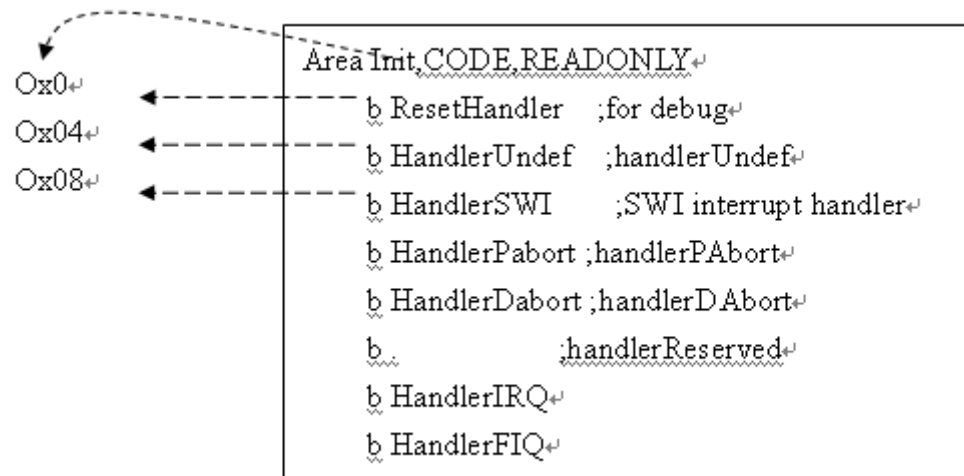 Area Init,CODE,READONLY↵
Ox0↵
b ResetHandler ;for debug↵
Ox04↵
b HandlerUndef ;handlerUndef↵
Ox08↵
b HandlerSWI ;SWI interrupt handler↵
b HandlerPabort ;handlerPAbort↵
b HandlerDabort ;handlerDAbort↵
b . ;handlerReserved↵
b HandlerIRQ↵
b HandlerFIQ↵